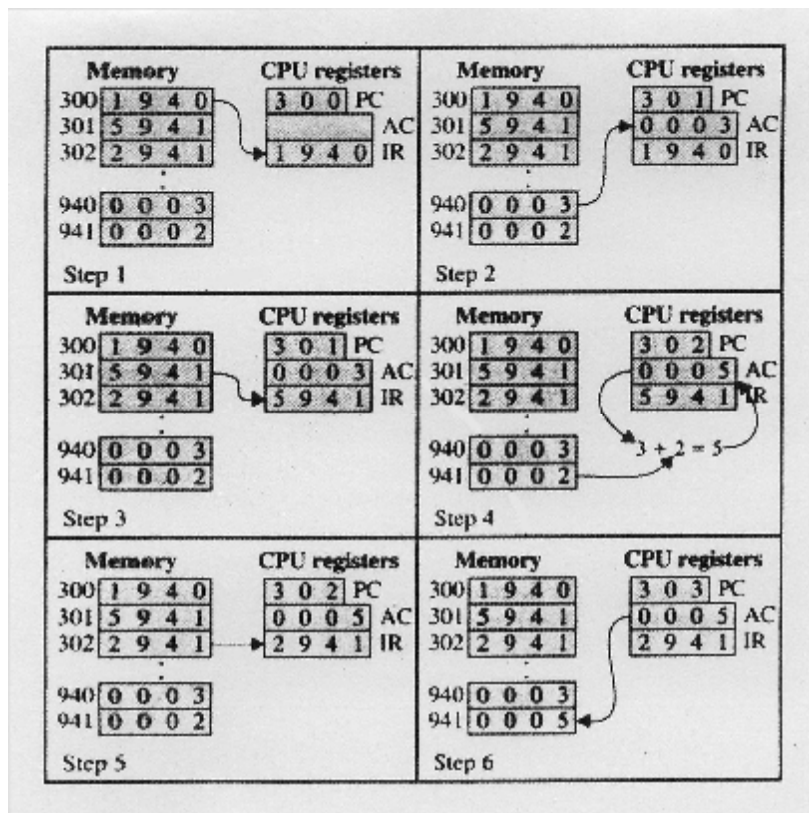 Memory CPU registers
300 1 9 4 0 3 0 0 PC
301 5 9 4 1 AC
302 2 9 4 1 1 9 4 0 IR
940 0 0 0 3
941 0 0 0 2
Step 1
Memory CPU registers
300 1 9 4 0 3 0 1 PC
301 5 9 4 1 0 0 0 3 AC
302 2 9 4 1 1 9 4 0 IR
940 0 0 0 3
941 0 0 0 2
Step 2
Memory CPU registers
300 1 9 4 0 3 0 1 PC
301 5 9 4 1 0 0 0 3 AC
302 2 9 4 1 5 9 4 1 IR
940 0 0 0 3
941 0 0 0 2
Step 3
Memory CPU registers
300 1 9 4 0 3 0 2 PC
301 5 9 4 1 0 0 0 5 AC
302 2 9 4 1 5 9 4 1 IR
940 0 0 0 3 3 + 2 = 5
941 0 0 0 2
Step 4
Memory CPU registers
300 1 9 4 0 3 0 2 PC
301 5 9 4 1 0 0 0 5 AC
302 2 9 4 1 2 9 4 1 IR
940 0 0 0 3
941 0 0 0 2
Step 5
Memory CPU registers
300 1 9 4 0 3 0 3 PC
301 5 9 4 1 0 0 0 5 AC
302 2 9 4 1 2 9 4 1 IR
940 0 0 0 3
941 0 0 0 5
Step 6